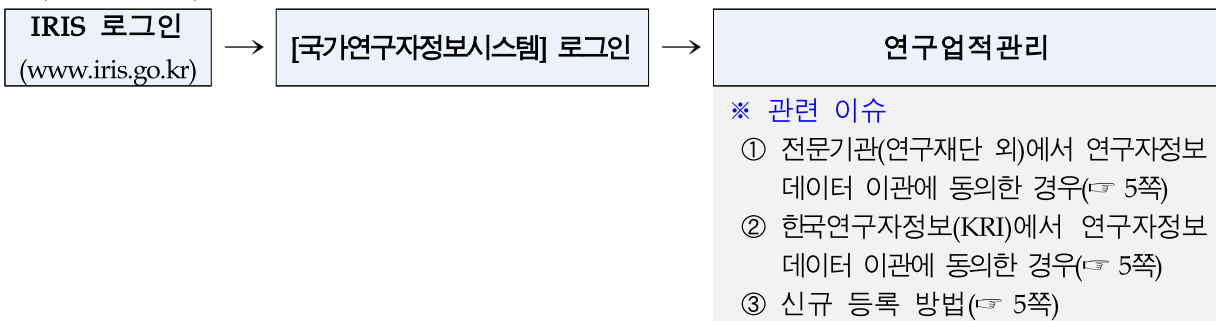 IRIS 로그인
(www.iris.go.kr)
→
[국가연구자정보시스템] 로그인
→
연구업적관리
※ 관련 이슈
① 전문기관(연구재단 외)에서 연구자정보
데이터 이관에 동의한 경우(☞ 5쪽)
② 한국연구자정보(KRI)에서 연구자정보
데이터 이관에 동의한 경우(☞ 5쪽)
③ 신규 등록 방법(☞ 5쪽)